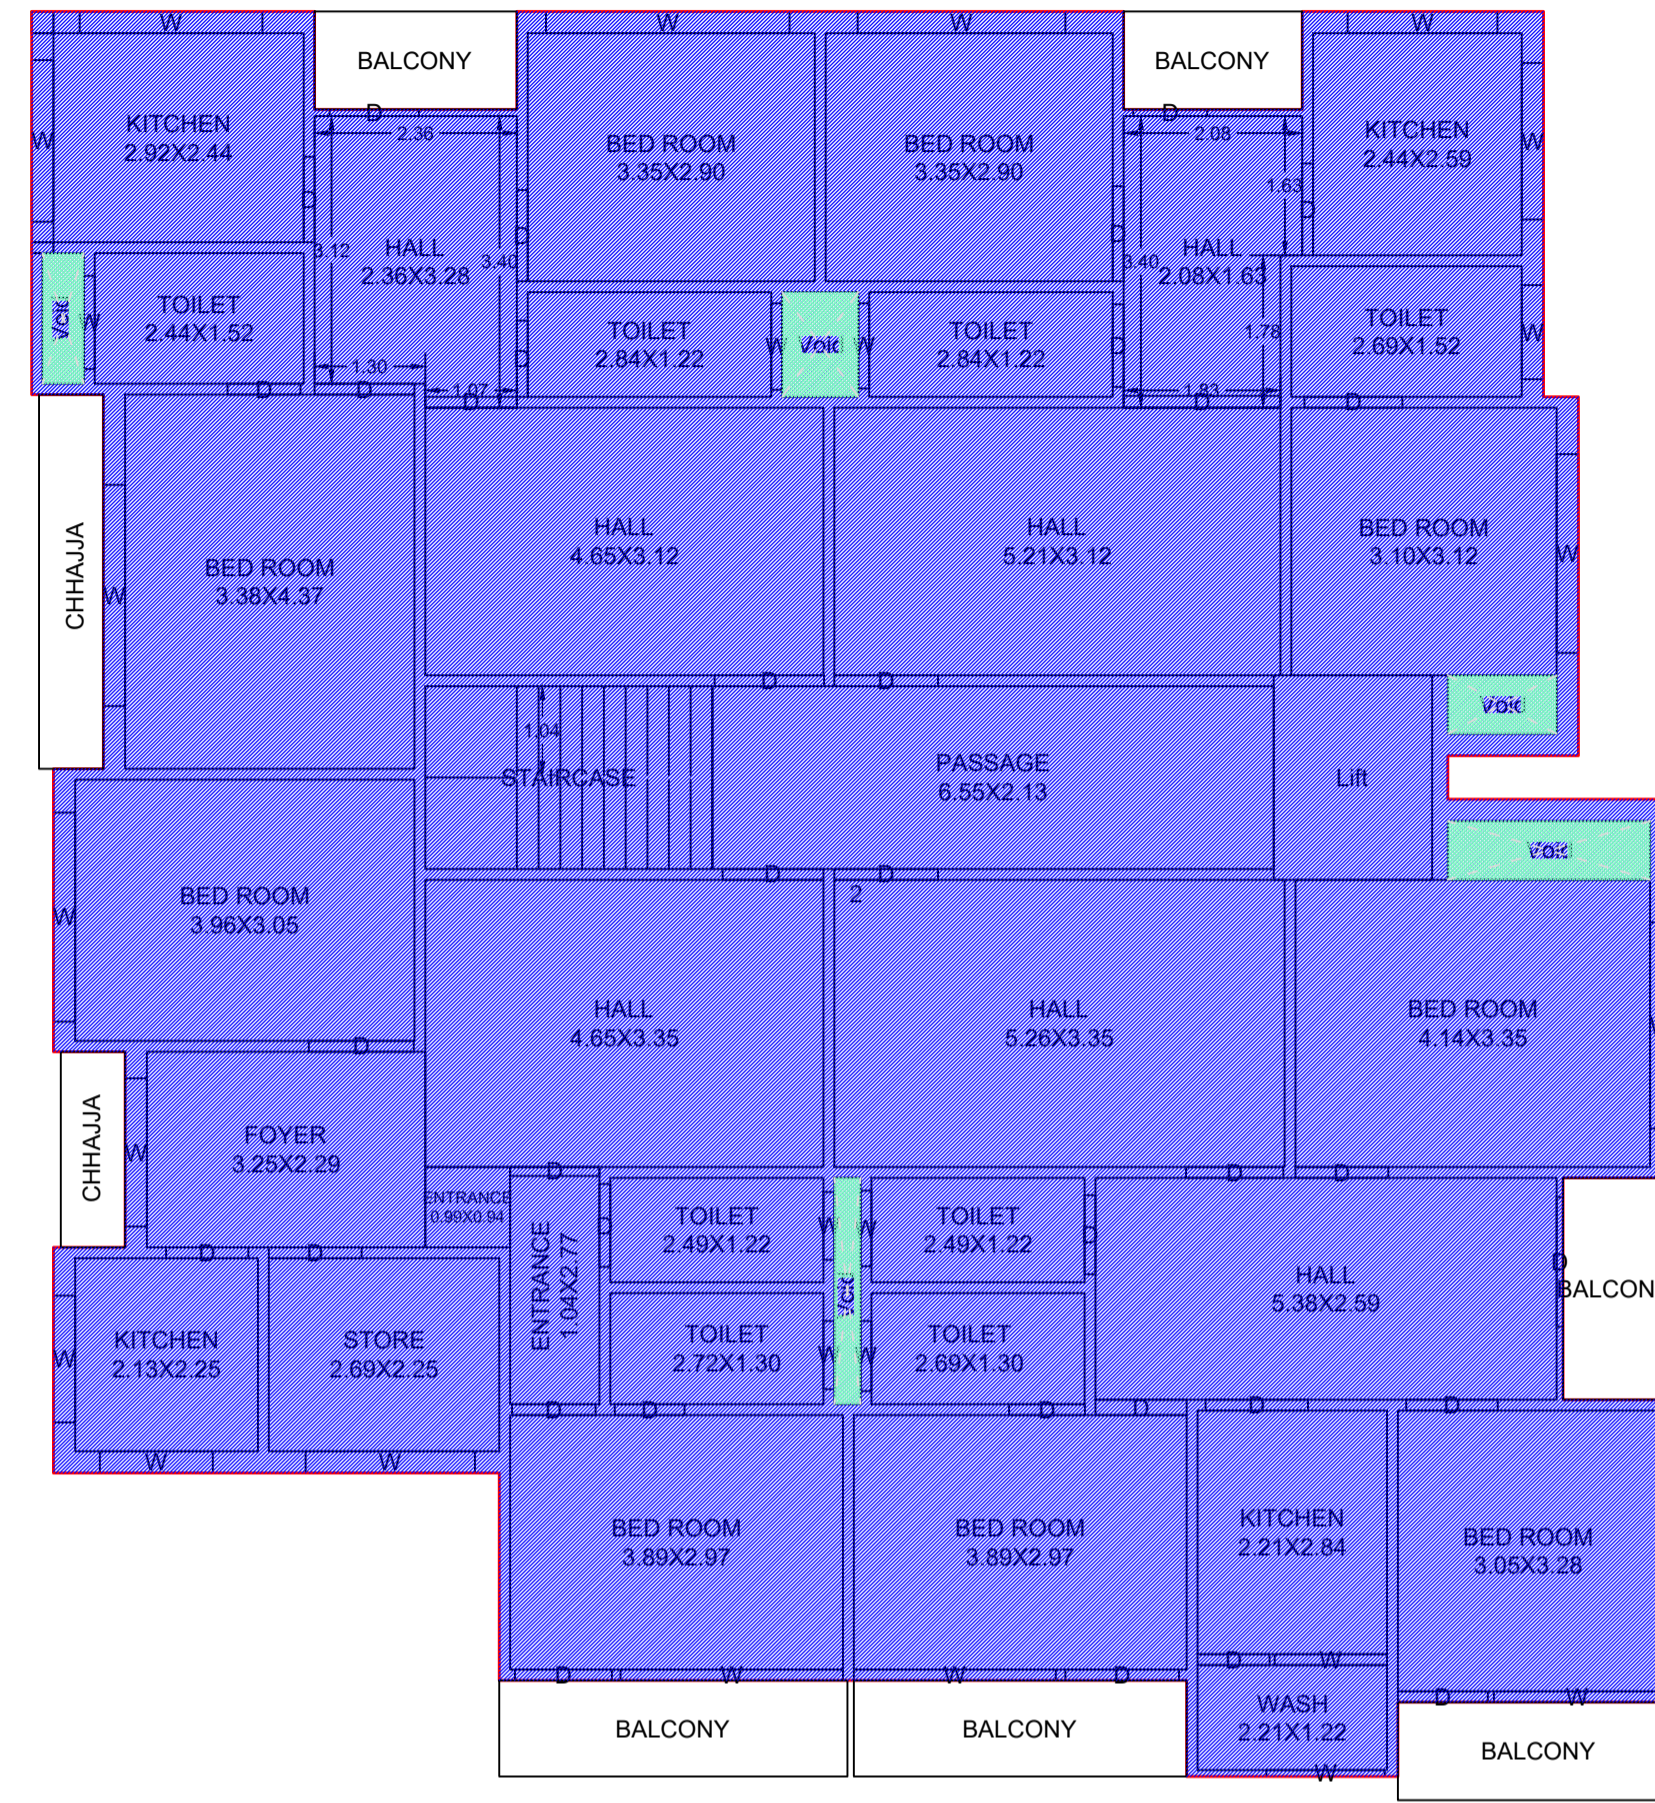 W
W
W
W
BALCONY
BALCONY
D
D
2.36
2.08
KITCHEN
2.92X2.44
W
BED ROOM
3.35X2.90
BED ROOM
3.35X2.90
KITCHEN
2.44X2.59
W
1.63
D
D
D
D
3.12
HALL
2.36X3.28
3.40
3.40
HALL
2.08X1.63
Void
TOILET
2.44X1.52
W
TOILET
2.84X1.22
D
W
Void
W
TOILET
2.84X1.22
D
1.78
TOILET
2.69X1.52
W
1.30
1.07
1.83
D
D
D
D
D
CHHAJJA
W
BED ROOM
3.38X4.37
HALL
4.65X3.12
HALL
5.21X3.12
BED ROOM
3.10X3.12
W
D
D
Void
1.04
STAIRCASE
PASSAGE
6.55X2.13
Lift
Void
D
D
2
W
BED ROOM
3.96X3.05
HALL
4.65X3.35
HALL
5.26X3.35
BED ROOM
4.14X3.35
D
CHHAJJA
W
FOYER
3.25X2.29
D
D
D
ENTRANCE
0.99X0.94
ENTRANCE
1.04X2.77
D
TOILET
2.49X1.22
W
W
TOILET
2.49X1.22
D
Void
HALL
5.38X2.59
D
BALCON
D
D
W
KITCHEN
2.13X2.25
STORE
2.69X2.25
TOILET
2.72X1.30
W
W
TOILET
2.69X1.30
D
D
D
D
D
D
W
W
BED ROOM
3.89X2.97
BED ROOM
3.89X2.97
KITCHEN
2.21X2.84
BED ROOM
3.05X3.28
D
W
W
D
D
W
D
W
WASH
2.21X1.22
W
BALCONY
BALCONY
BALCONY